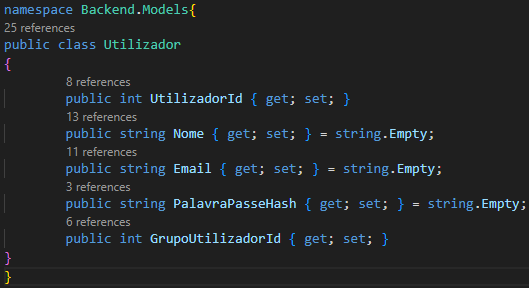 namespace Backend.Models{
25 references
public class Utilizador
{
8 references
public int UtilizadorId { get; set; }
13 references
public string Nome { get; set; } = string.Empty;
11 references
public string Email { get; set; } = string.Empty;
3 references
public string PalavraPasseHash { get; set; } = string.Empty;
6 references
public int GrupoUtilizadorId { get; set; }
}
}